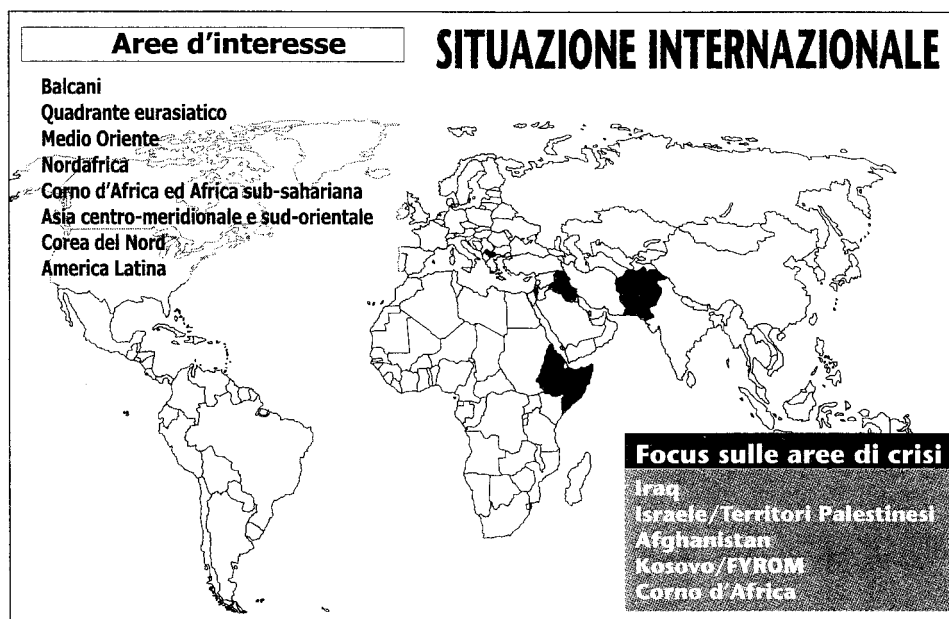 Aree d'interesse
SITUAZIONE INTERNAZIONALE
Balcani
Quadrante eurasiatico
Medio Oriente
Nordafrica
Corno d'Africa ed Africa sub-sahariana
Asia centro-meridionale e sud-orientale
Corea del Nord
America Latina
Focus sulle aree di crisi
Iraq
Israele/Territori Palestinesi
Afghanistan
Kosovo/FYROM
Corno d'Africa